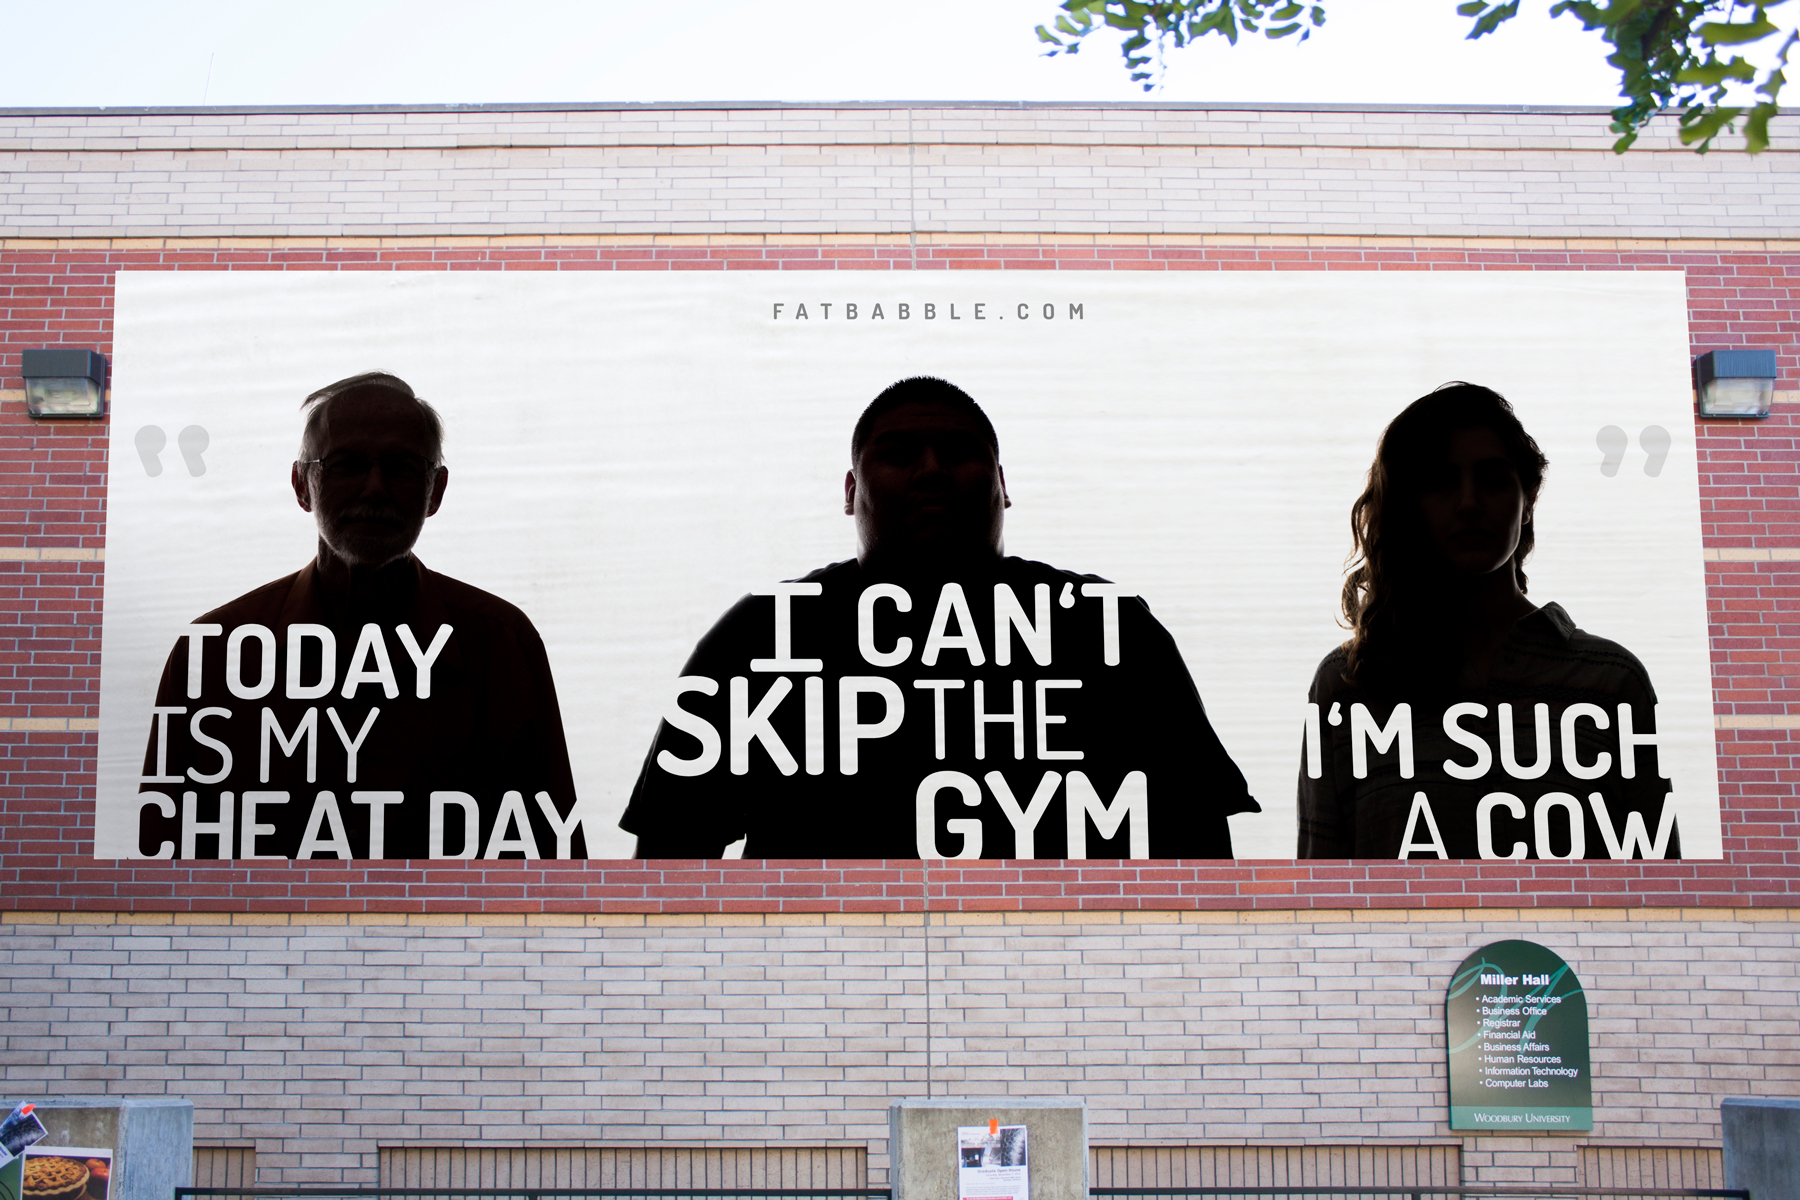 FATBABBLE.COM
“
TODAY
IS MY
CHEAT DAY
I CAN‘T
SKIP THE
GYM
I‘M SUCH
A COW
”
Miller Hall
• Academic Services
• Business Office
• Registrar
• Financial Aid
• Business Affairs
• Human Resources
• Information Technology
• Computer Labs
WOODBURY UNIVERSITY